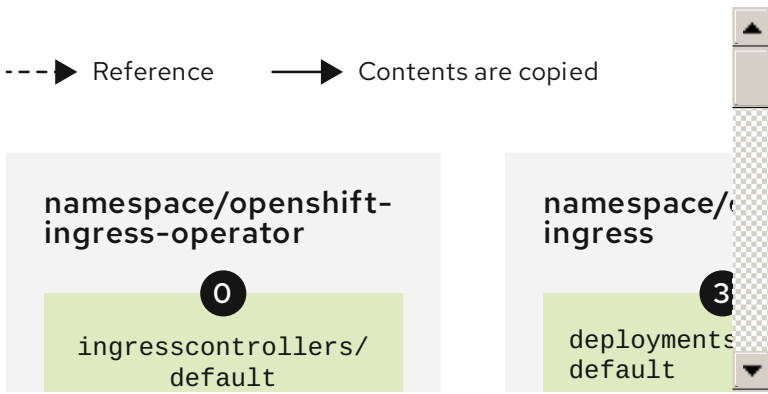 Reference
Contents are copied
namespace/openshift-
ingress-operator
0
ingresscontrollers/
default
namespace/
ingress
3
deployments
default